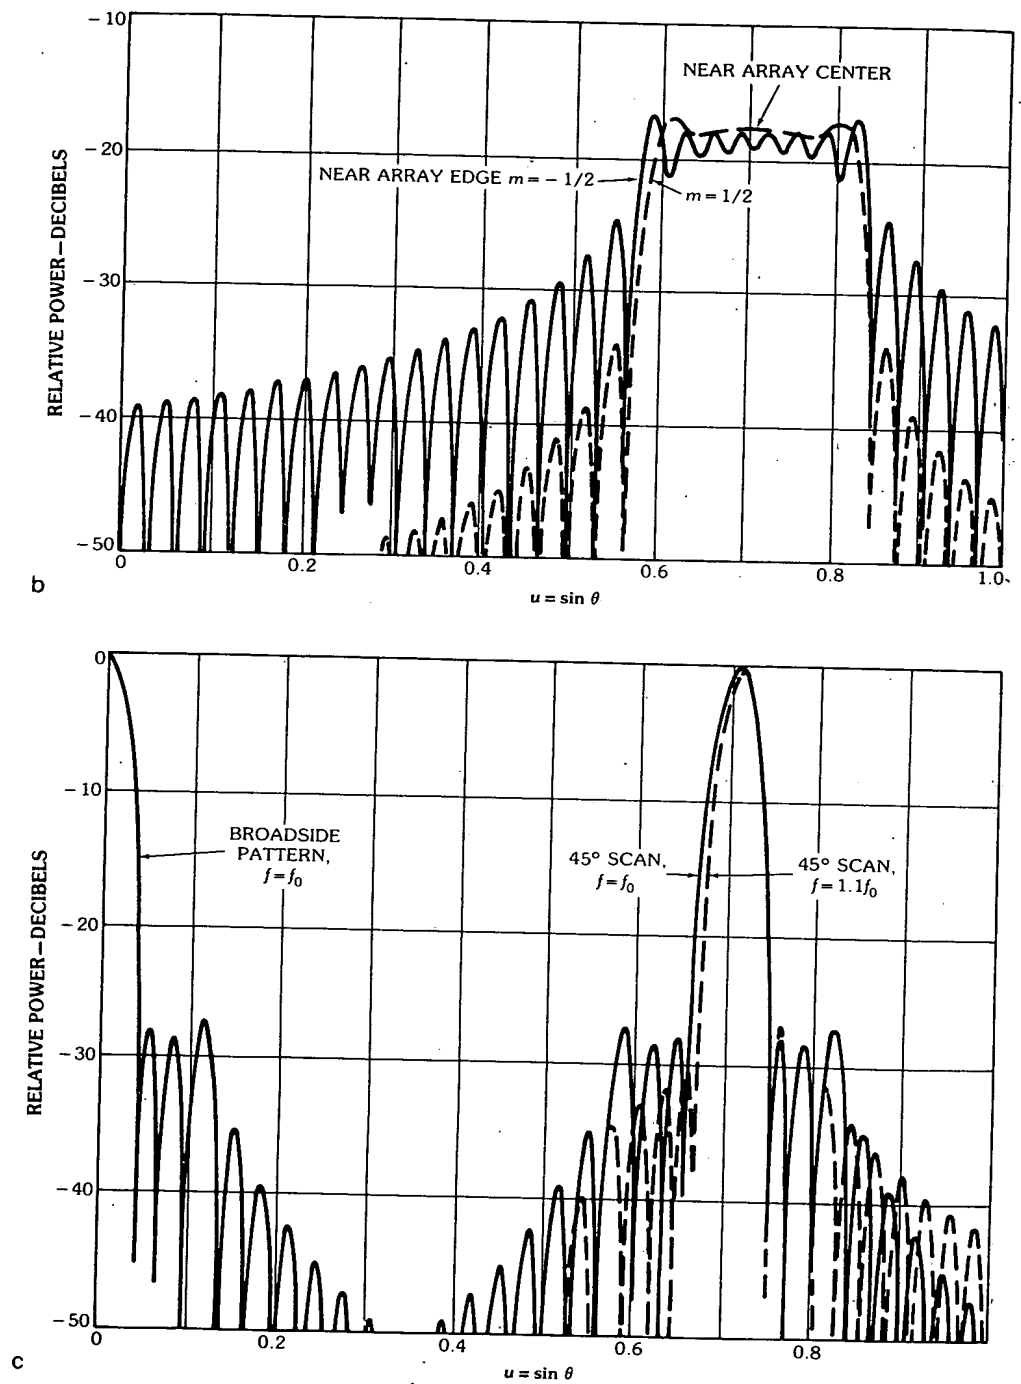 −10
NEAR ARRAY CENTER
−20
NEAR ARRAY EDGE m = − 1/2
m = 1/2
−30
−40
−50
RELATIVE POWER—DECIBELS
0
0.2
0.4
0.6
0.8
1.0
u = sin θ
b
0
−10
BROADSIDE
PATTERN,
f = f₀
45° SCAN,
f = f₀
45° SCAN,
f = 1.1f₀
−20
−30
−40
−50
RELATIVE POWER—DECIBELS
0
0.2
0.4
0.6
0.8
u = sin θ
c